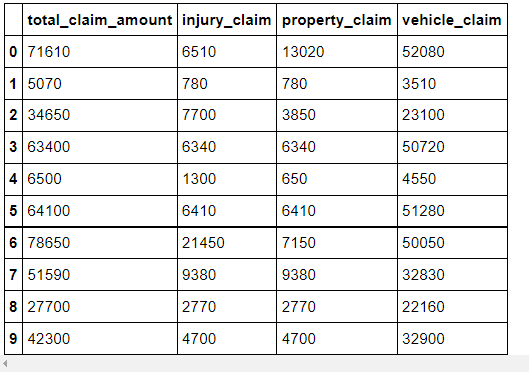 total_claim_amount injury_claim property_claim vehicle_claim
0 71610 6510 13020 52080
1 5070 780 780 3510
2 34650 7700 3850 23100
3 63400 6340 6340 50720
4 6500 1300 650 4550
5 64100 6410 6410 51280
6 78650 21450 7150 50050
7 51590 9380 9380 32830
8 27700 2770 2770 22160
9 42300 4700 4700 32900